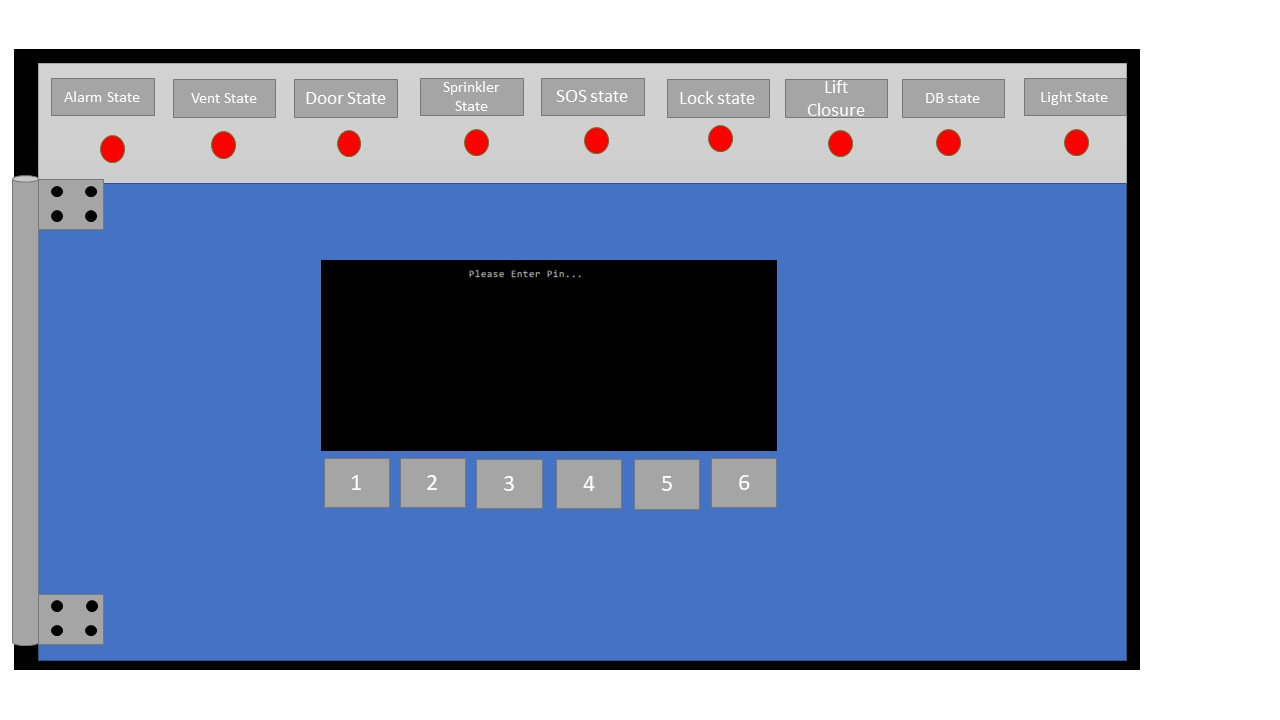 Alarm State
Vent State
Door State
Sprinkler
State
SOS state
Lock state
Lift
Closure
DB state
Light State
Please Enter Pin...
1
2
3
4
5
6